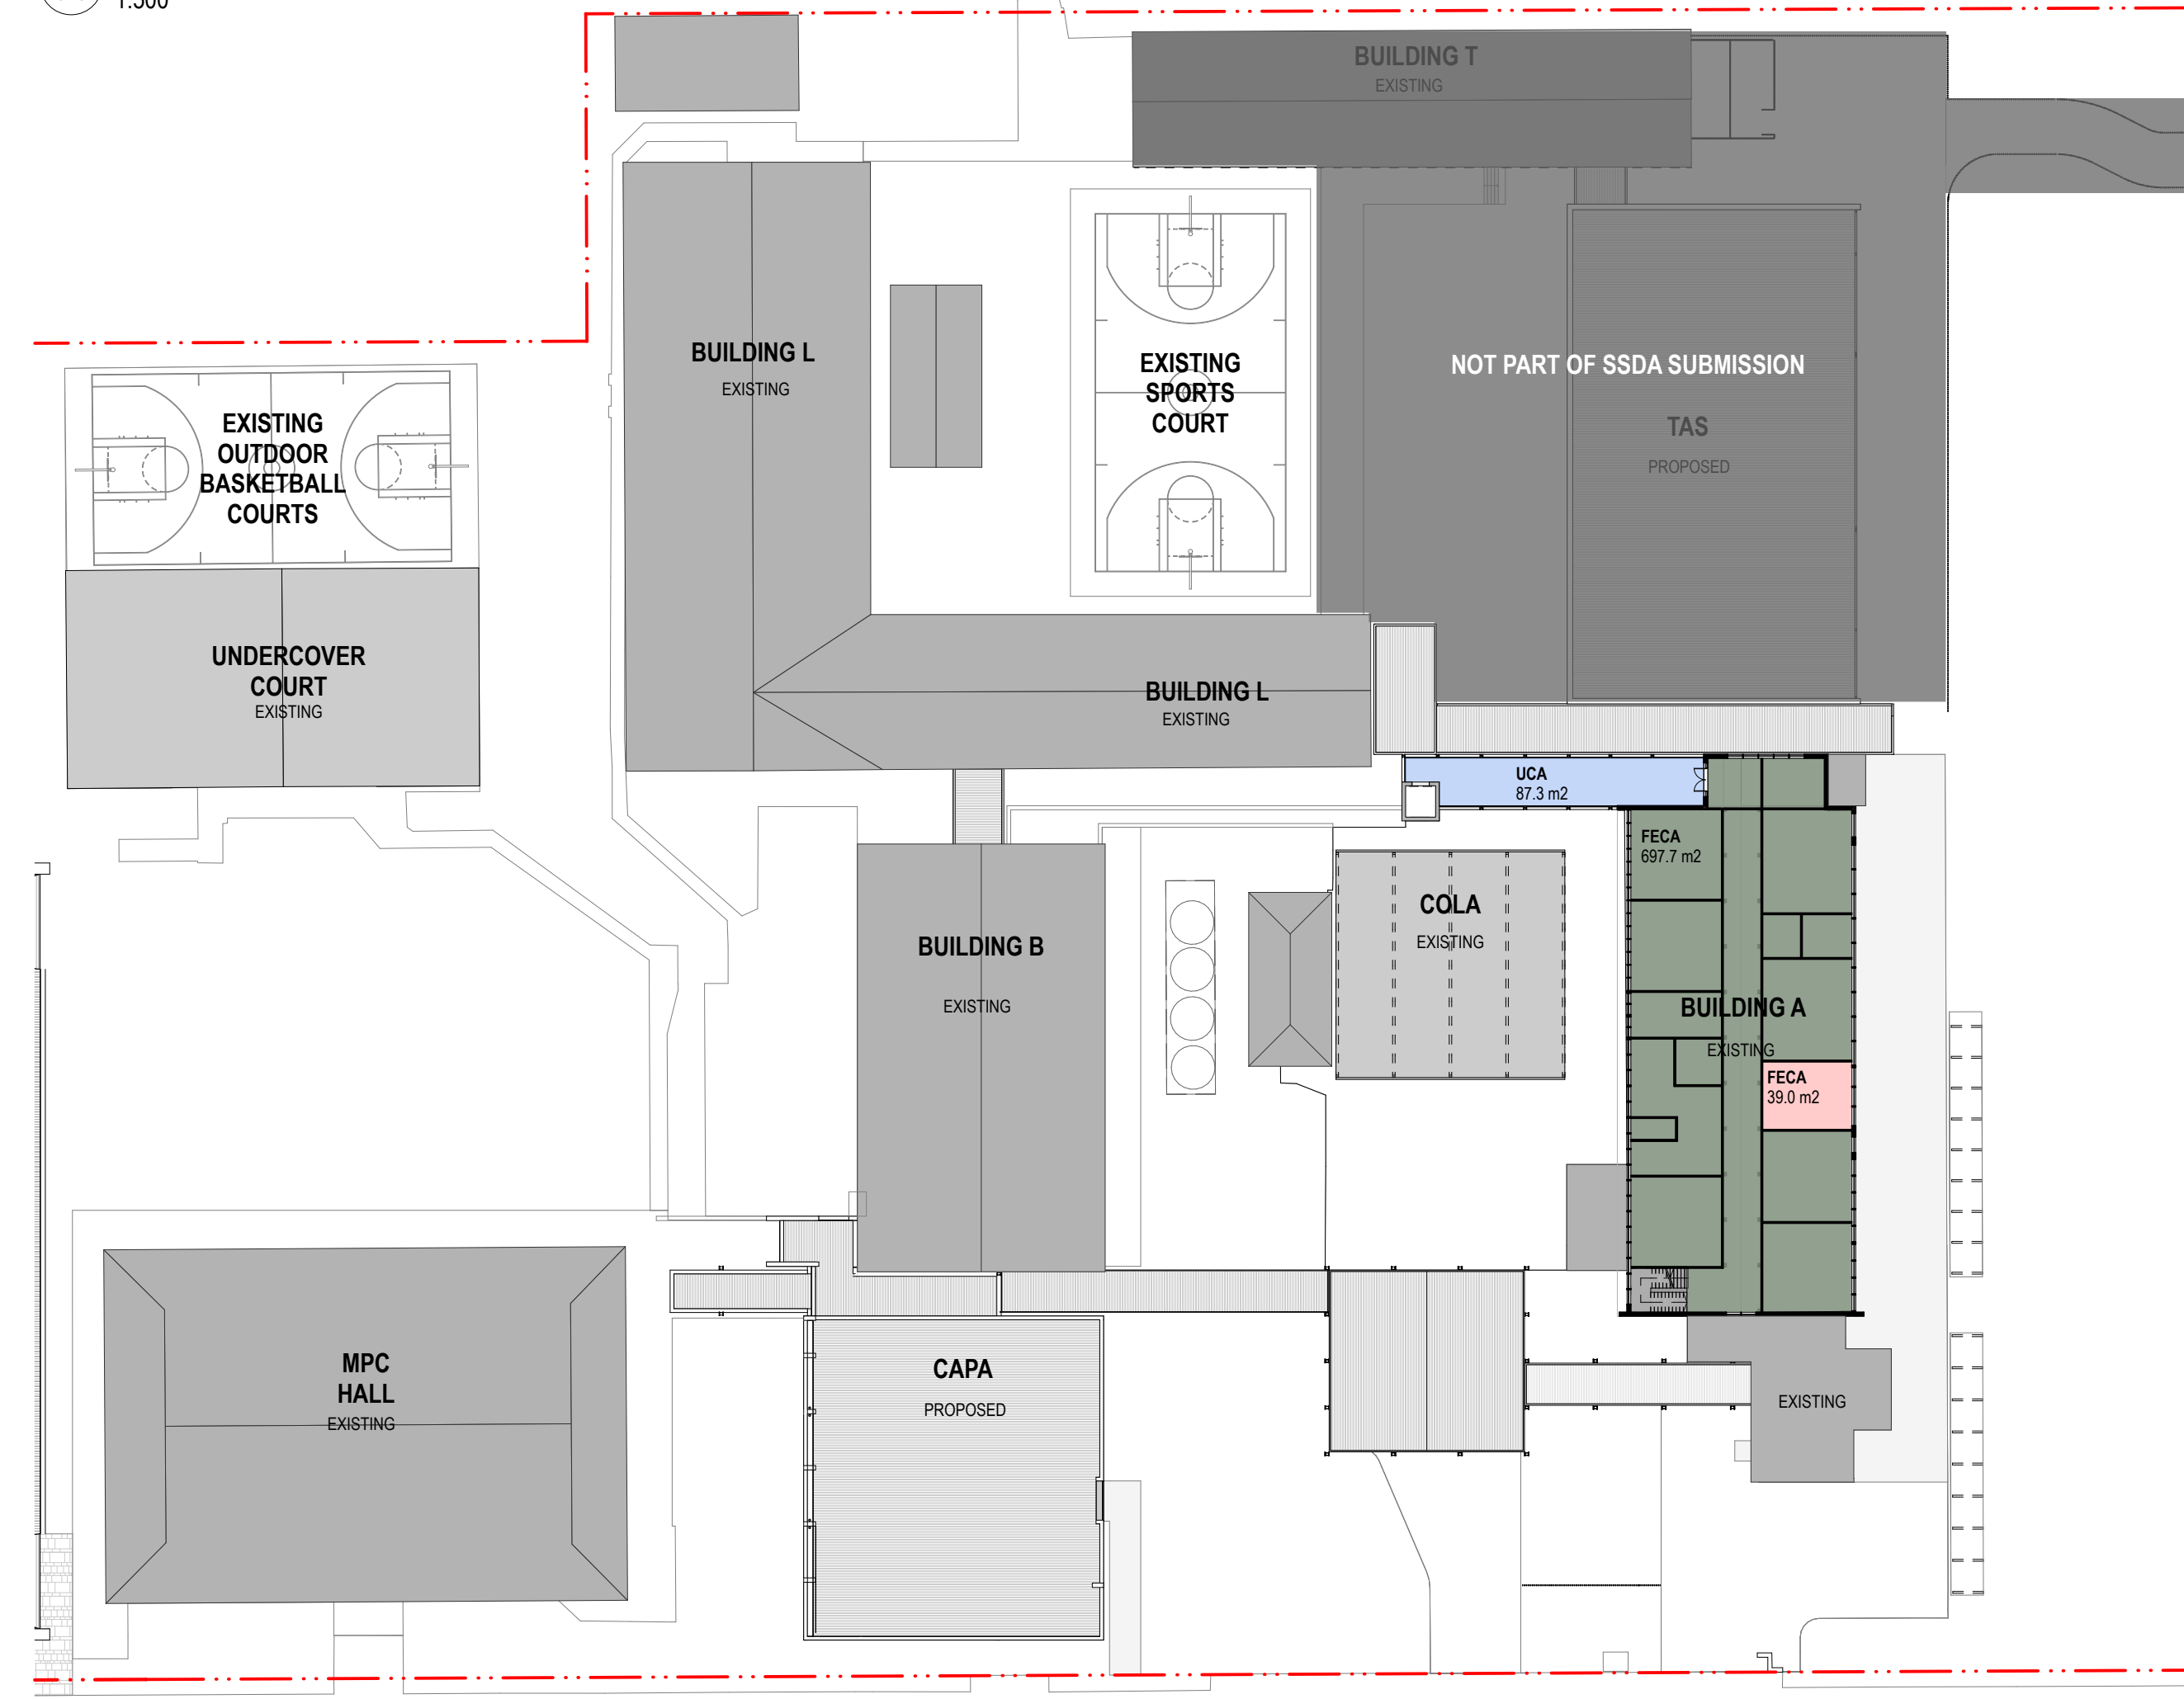 1:500
BUILDING T
EXISTING
BUILDING L
EXISTING
EXISTING
SPORTS
COURT
NOT PART OF SSDA SUBMISSION
TAS
PROPOSED
EXISTING
OUTDOOR
BASKETBALL
COURTS
UNDERCOVER
COURT
EXISTING
BUILDING L
EXISTING
UCA
87.3 m2
FECA
697.7 m2
COLA
EXISTING
BUILDING B
EXISTING
BUILDING A
EXISTING
FECA
39.0 m2
MPC
HALL
EXISTING
CAPA
PROPOSED
EXISTING